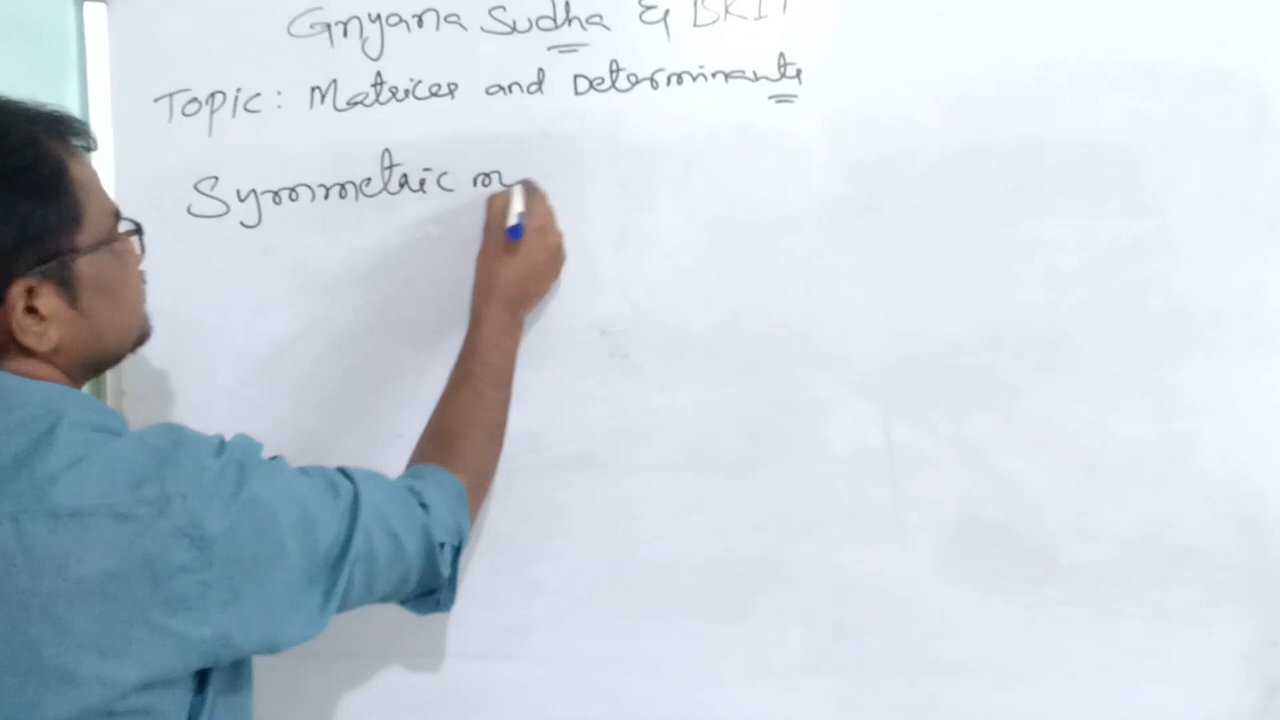 Gnyana Sudha & BKIT
Topic: Matrices and Determinants
Symmetric m